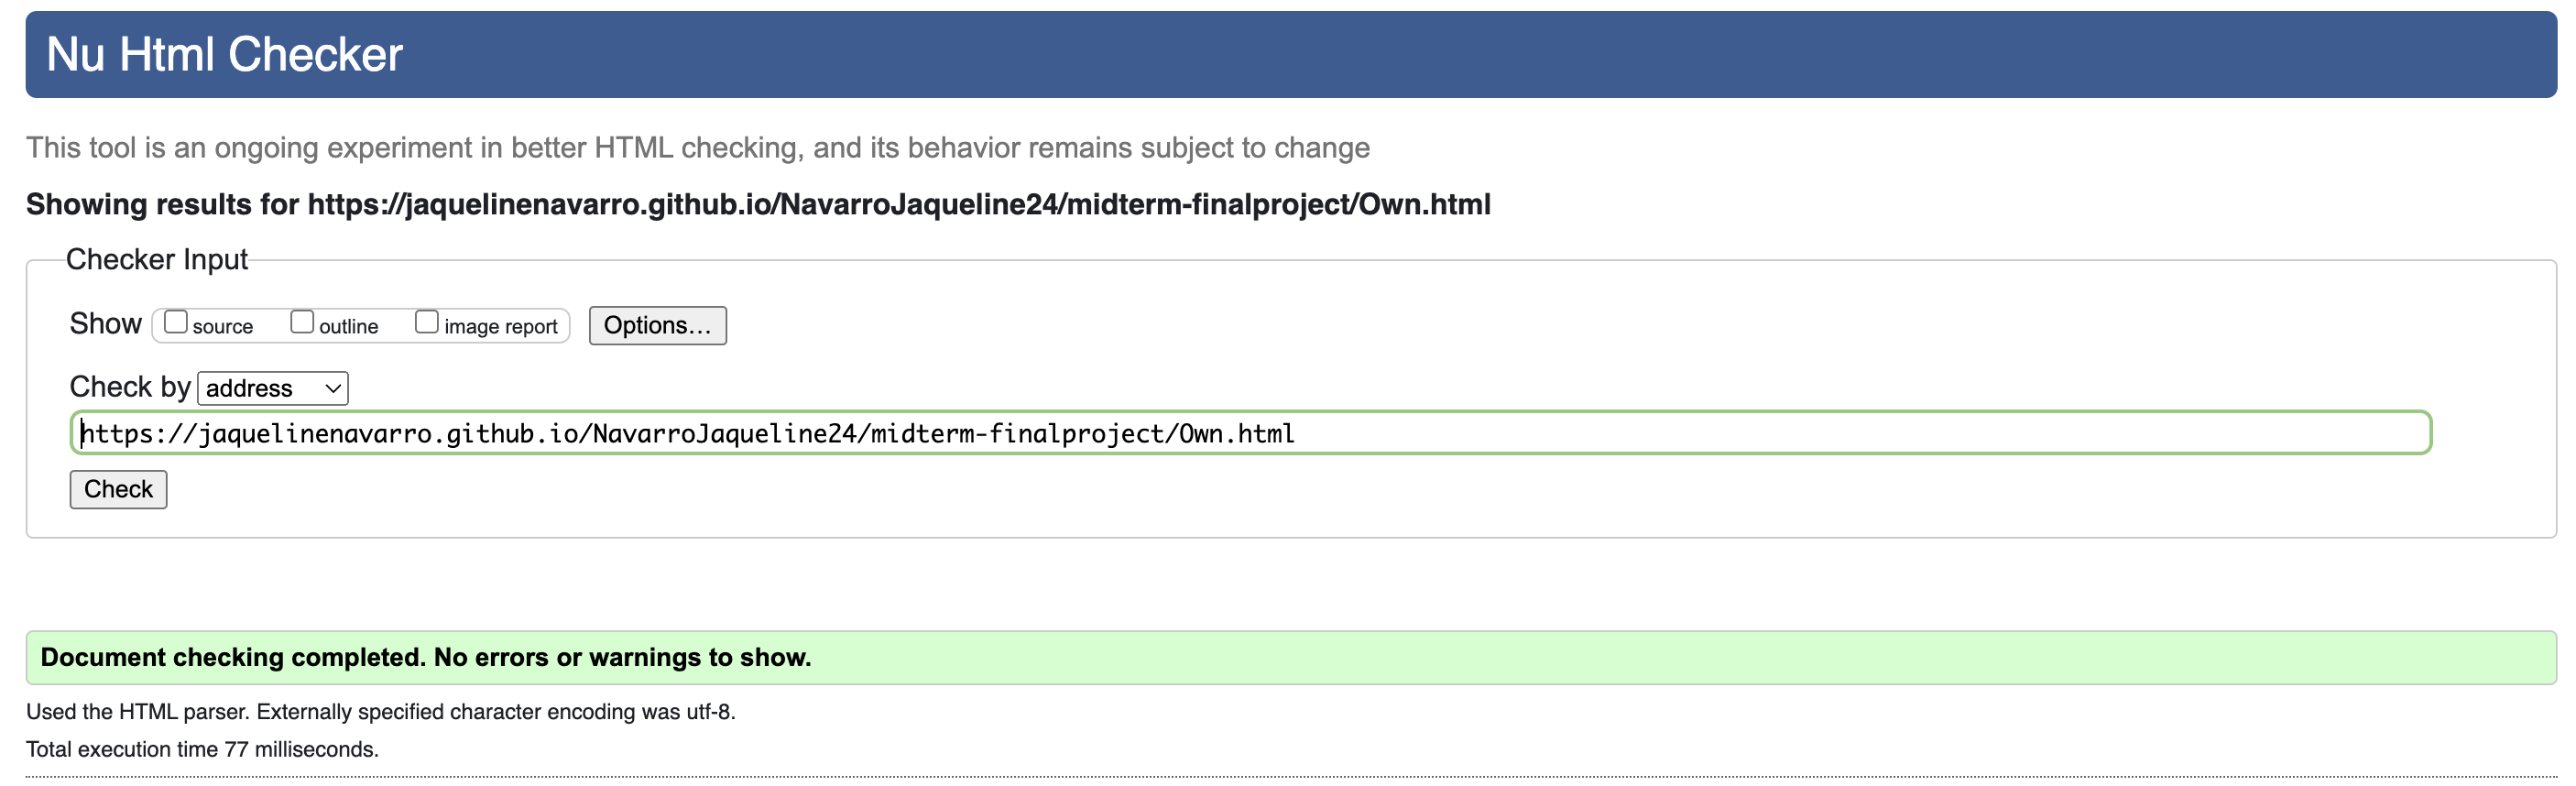 Nu Html Checker
This tool is an ongoing experiment in better HTML checking, and its behavior remains subject to change
Showing results for https://jaquelinenavarro.github.io/NavarroJaqueline24/midterm-finalproject/Own.html
Checker Input
Show source outline image report Options...
Check by address
https://jaquelinenavarro.github.io/NavarroJaqueline24/midterm-finalproject/Own.html
Check
Document checking completed. No errors or warnings to show.
Used the HTML parser. Externally specified character encoding was utf-8.
Total execution time 77 milliseconds.